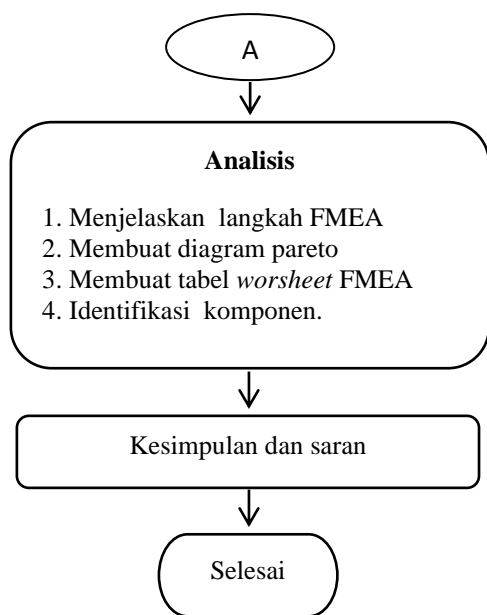 A
Analisis
1. Menjelaskan langkah FMEA
2. Membuat diagram pareto
3. Membuat tabel worsheet FMEA
4. Identifikasi komponen.
Kesimpulan dan saran
Selesai